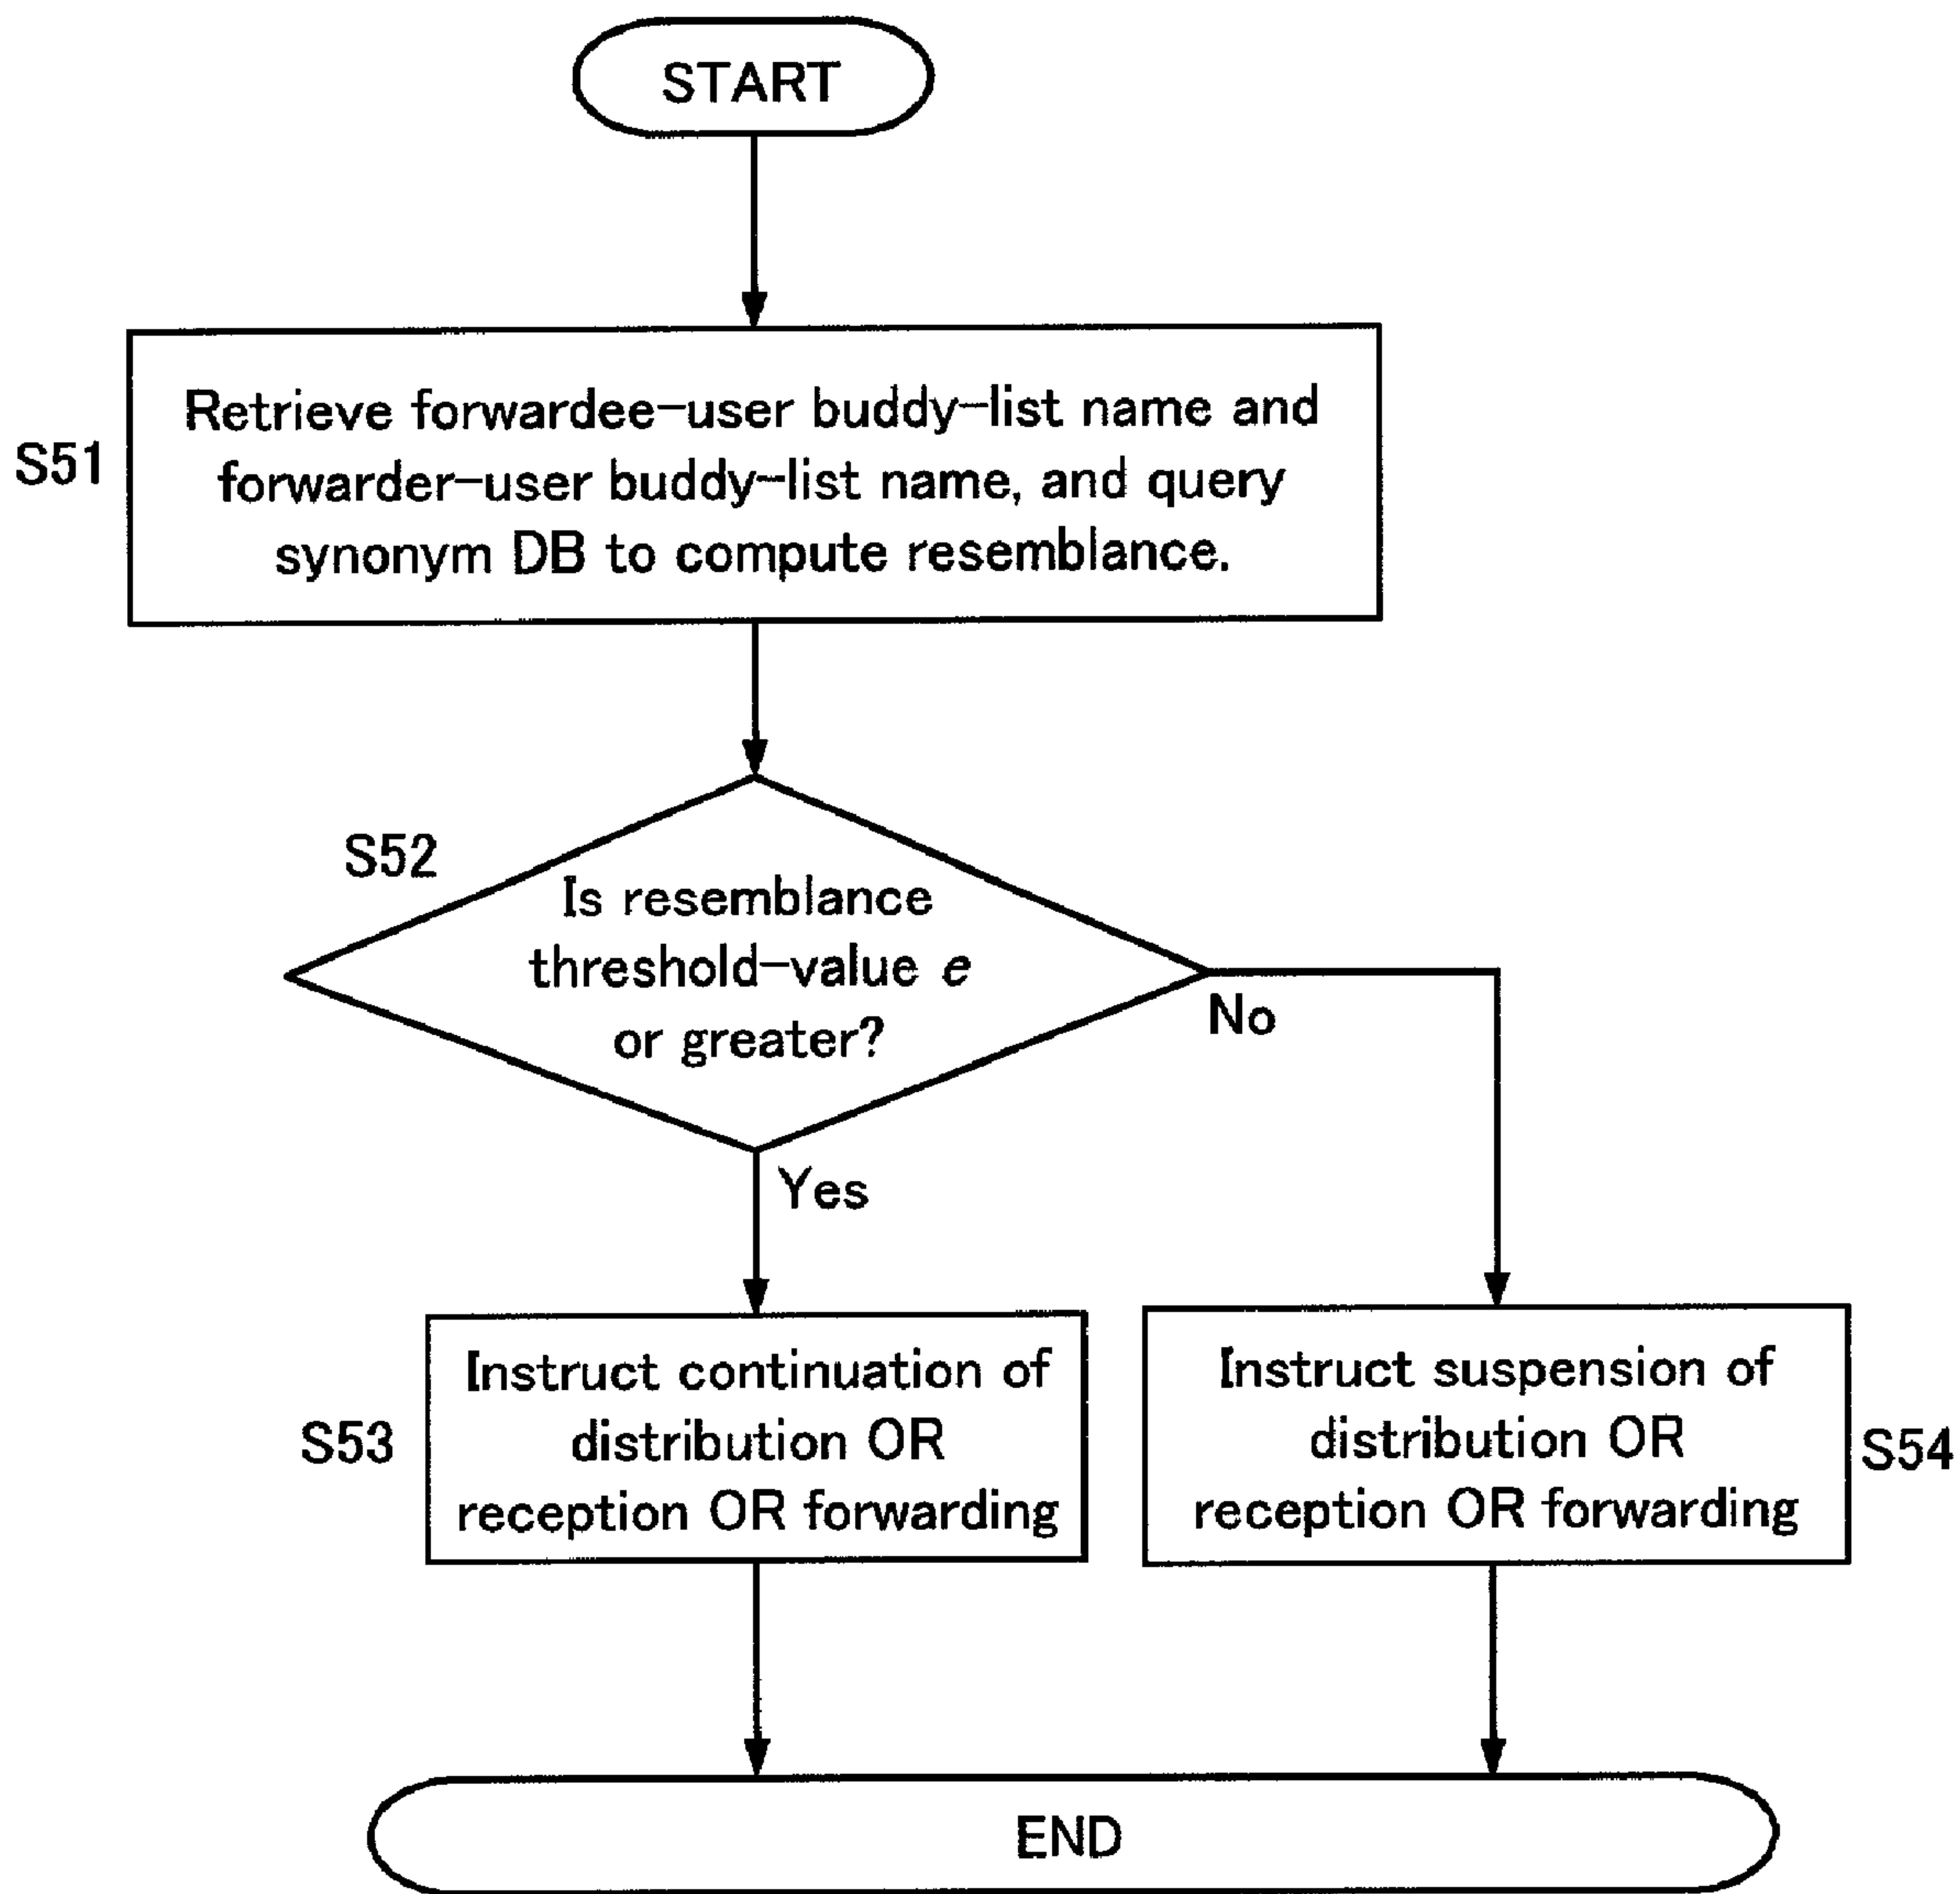 START
S51
Retrieve forwardee-user buddy-list name and
forwarder-user buddy-list name, and query
synonym DB to compute resemblance.
S52
Is resemblance
threshold-value e
or greater?
No
Yes
S53
Instruct continuation of
distribution OR
reception OR forwarding
Instruct suspension of
distribution OR
reception OR forwarding
S54
END